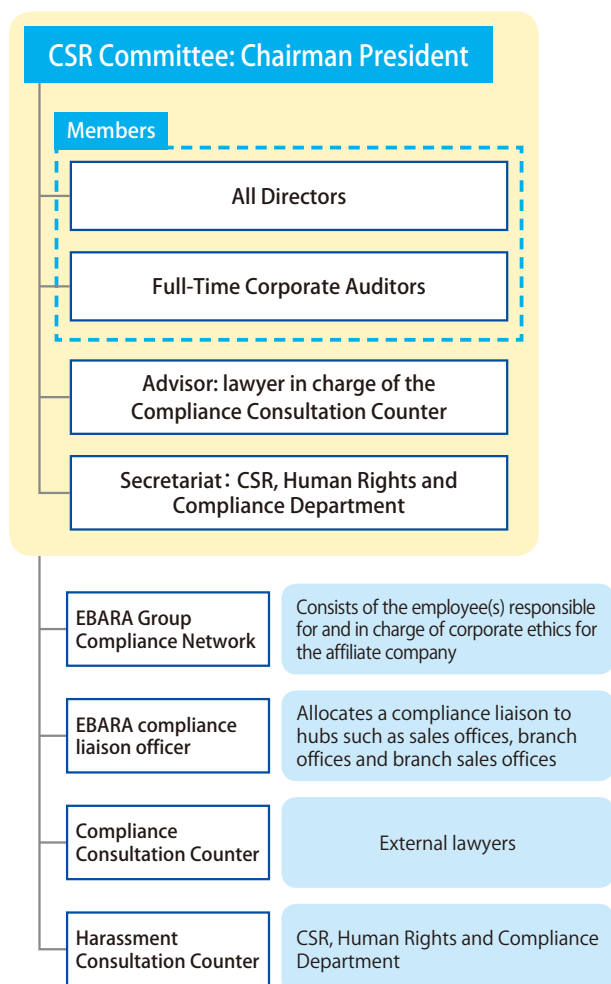 CSR Committee: Chairman President
Members
All Directors
Full-Time Corporate Auditors
Advisor: lawyer in charge of the
Compliance Consultation Counter
Secretariat: CSR, Human Rights and
Compliance Department
EBARA Group
Compliance Network
Consists of the employee(s) responsible
for and in charge of corporate ethics for
the affiliate company
EBARA compliance
liaison officer
Allocates a compliance liaison to
hubs such as sales offices, branch
offices and branch sales offices
Compliance
Consultation Counter
External lawyers
Harassment
Consultation Counter
CSR, Human Rights and Compliance
Department